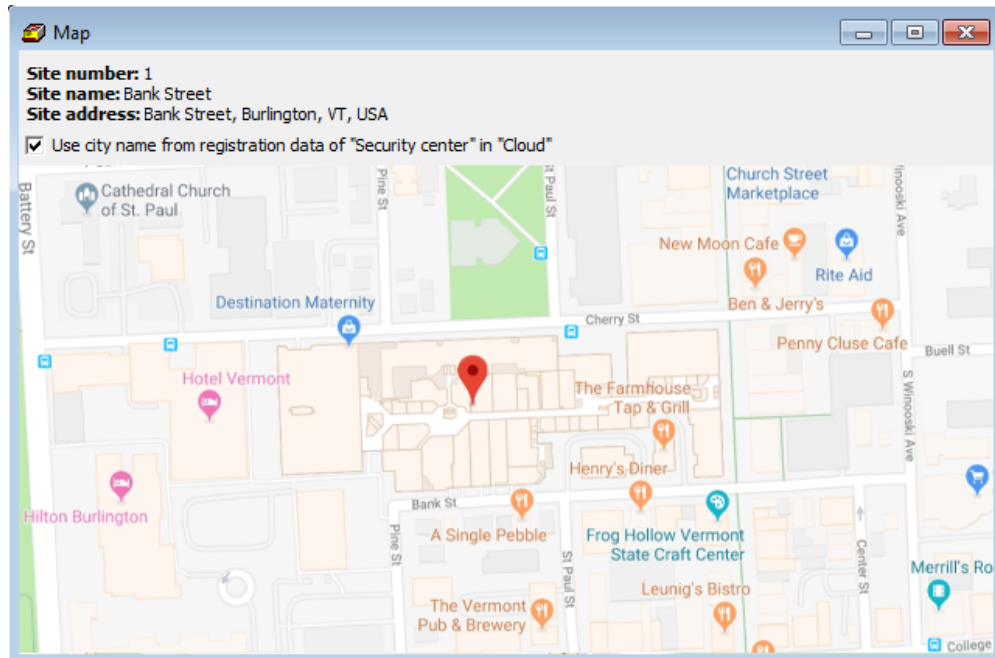 Map
Site number: 1
Site name: Bank Street
Site address: Bank Street, Burlington, VT, USA
Use city name from registration data of "Security center" in "Cloud"
Battery St
Cathedral Church
of St. Paul
Pine St
t Paul St
Church Street
Marketplace
inooski Ave
New Moon Cafe
Rite Aid
Ben & Jerry's
Destination Maternity
Cherry St
Penny Cluse Cafe
Buell St
Hotel Vermont
The Farmhouse
Tap & Grill
S Winooski Ave
Henry's Diner
Hilton Burlington
Bank St
A Single Pebble
Frog Hollow Vermont
State Craft Center
Pine St
St Paul St
Center St
Merrill's Ro
Leunig's Bistro
The Vermont
Pub & Brewery
College